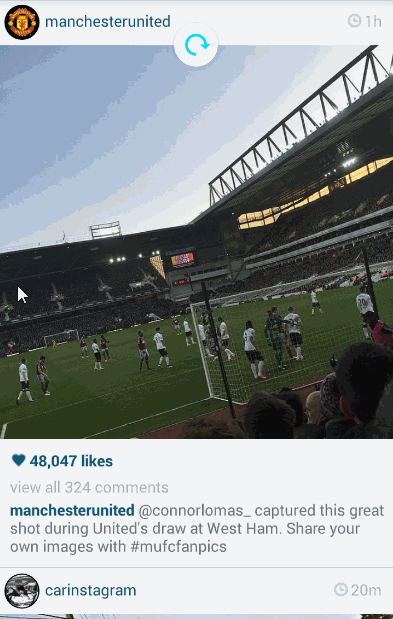 manchesterunited
1h
48,047 likes
view all 324 comments
manchesterunited @connorlomas_ captured this great
shot during United's draw at West Ham. Share your
own images with #mufcfanpics
carinstagram
20m